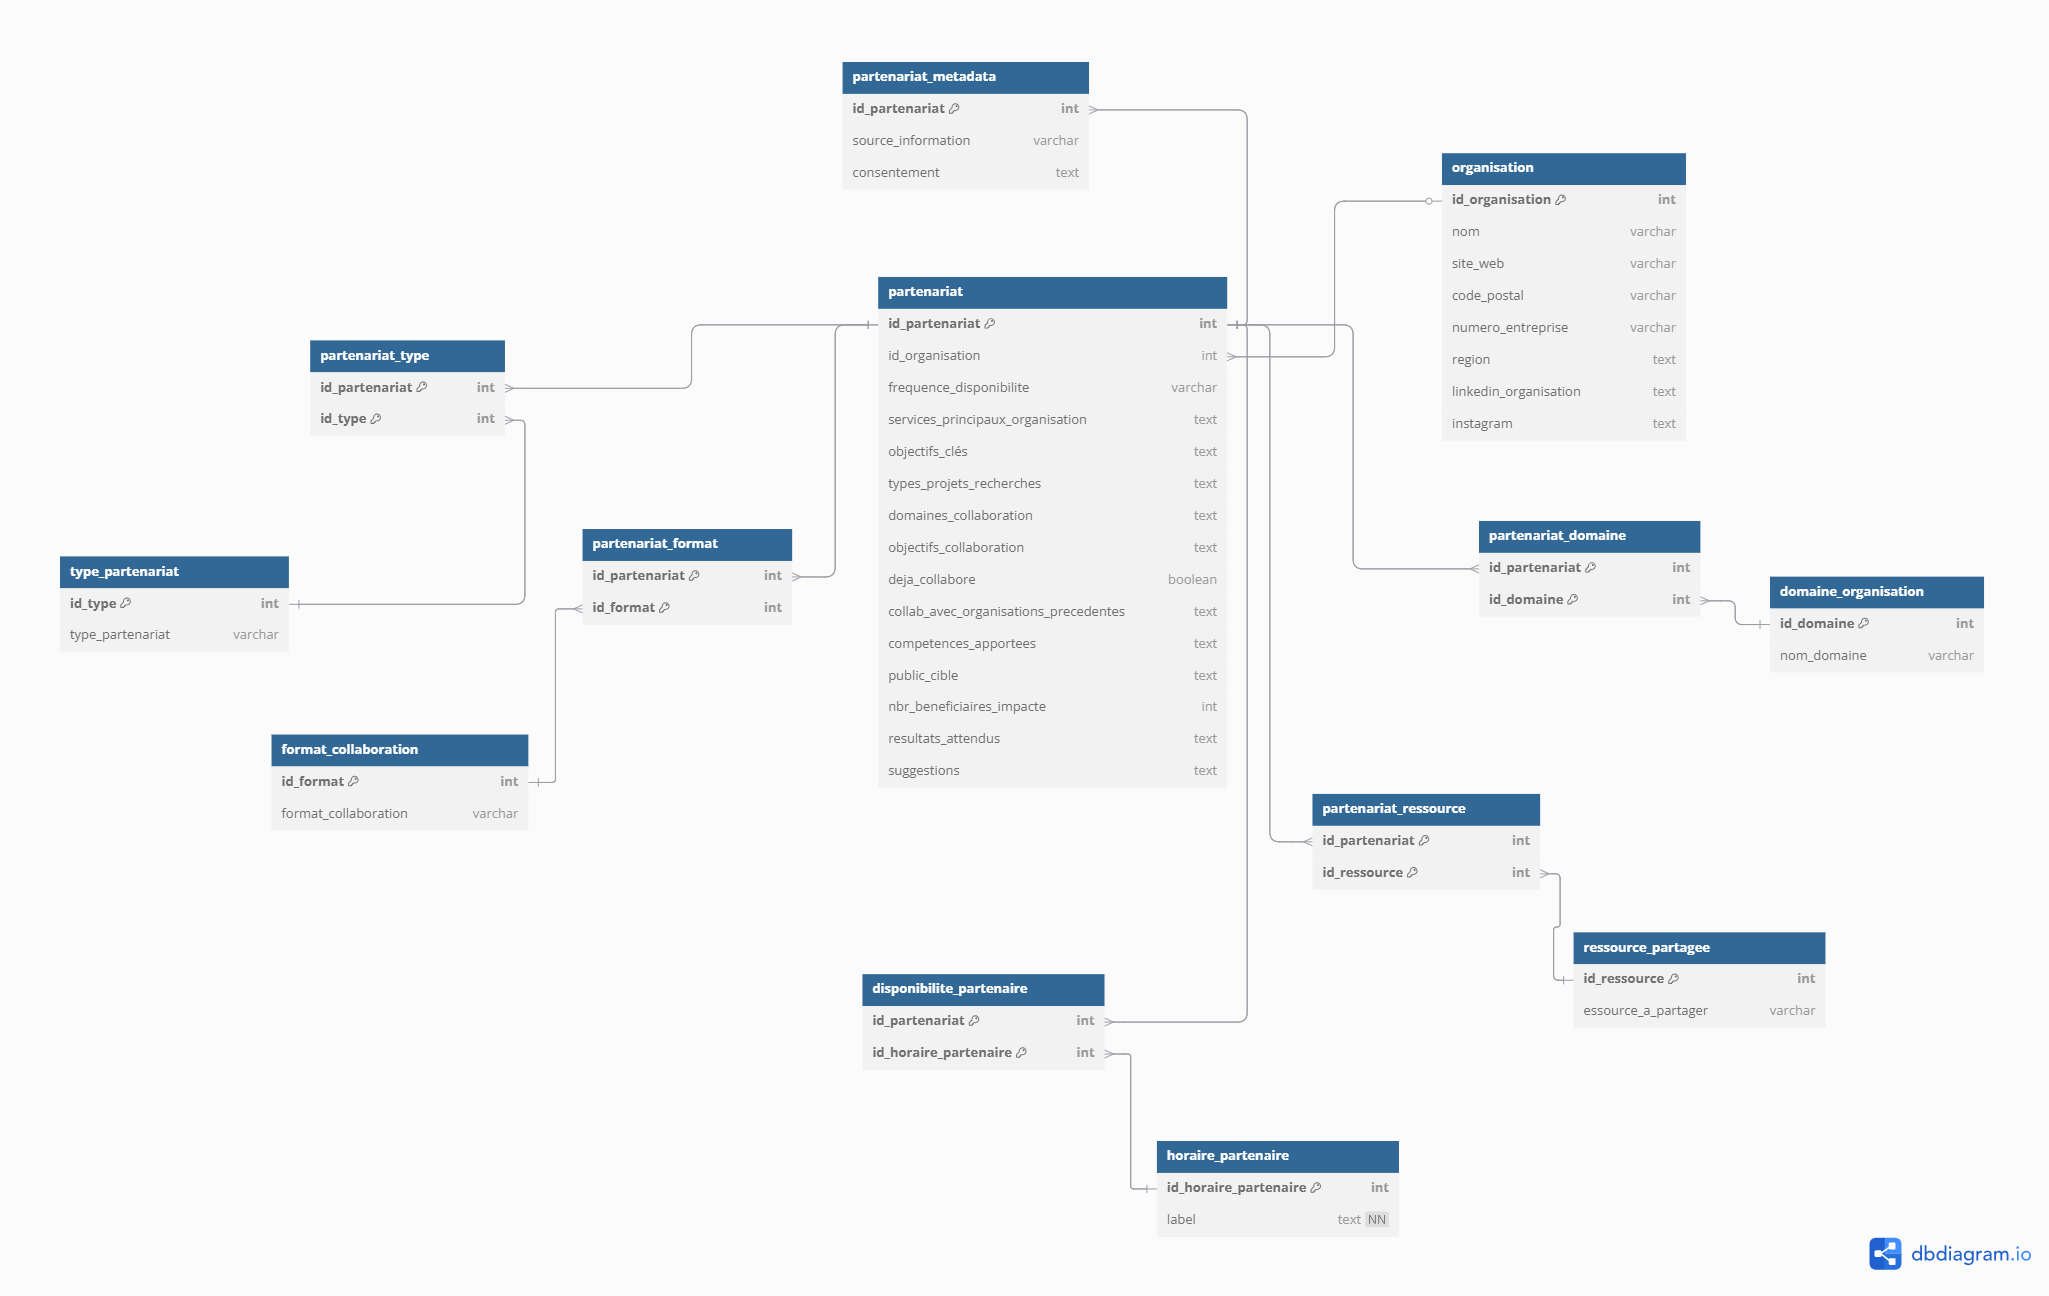 partenariat_metadata
id_partenariat int
source_information varchar
consentement text
organisation
id_organisation int
nom varchar
site_web varchar
code_postal varchar
numero_entreprise varchar
region text
linkedin_organisation text
instagram text
partenariat
id_partenariat int
id_organisation int
frequence_disponibilite varchar
services_principaux_organisation text
objectifs_clés text
types_projets_recherches text
domaines_collaboration text
objectifs_collaboration text
deja_collabore boolean
collab_avec_organisations_precedentes text
competences_apportees text
public_cible text
nbr_beneficiaires_impacte int
resultats_attendus text
suggestions text
partenariat_type
id_partenariat int
id_type int
type_partenariat
id_type int
type_partenariat varchar
partenariat_format
id_partenariat int
id_format int
format_collaboration
id_format int
format_collaboration varchar
partenariat_domaine
id_partenariat int
id_domaine int
domaine_organisation
id_domaine int
nom_domaine varchar
partenariat_ressource
id_partenariat int
id_ressource int
ressource_partagee
id_ressource int
essource_a_partager varchar
disponibilite_partenaire
id_partenariat int
id_horaire_partenaire int
horaire_partenaire
id_horaire_partenaire int
label text NN
dbdiagram.io